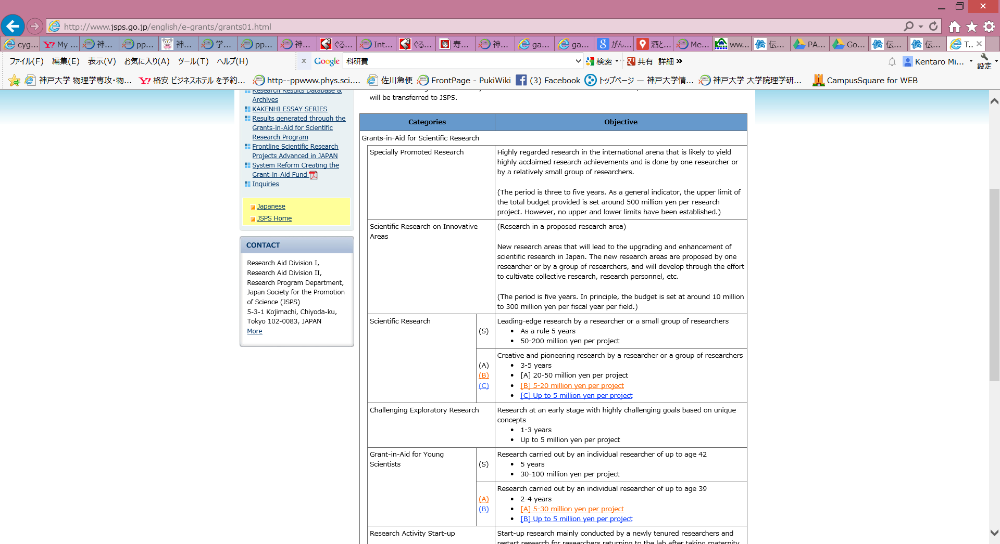 http://www.jsps.go.jp/english/e-grants/grants01.html
cyg... My ... 神... pp... 神... 学... pp... 神... ぐる... Int... ぐる... 寿... 神... ga... ga... がん... 酒と... Me... ww... 伝... PA... Go... 伝... 伝... T...
ファイル(F) 編集(E) 表示(V) お気に入り(A) ツール(T) ヘルプ(H)
× Google 科研費 検索 共有 詳細 » Kentaro Mi... 設定
神戸大学 物理学専攻・物... 格安 ビジネスホテル を予約... http--ppwww.phys.sci.... 佐川急便 FrontPage - PukiWiki (3) Facebook トップページ — 神戸大学情... 神戸大学 大学院理学研... CampusSquare for WEB
Research Results Database &
Archives
KAKENHI ESSAY SERIES
Results generated through the
Grants-in-Aid for Scientific
Research Program
Frontline Scientific Research
Projects Advanced in JAPAN
System Reform Creating the
Grant-in-Aid Fund
Inquiries
Japanese
JSPS Home
CONTACT
Research Aid Division I,
Research Aid Division II,
Research Program Department,
Japan Society for the Promotion
of Science (JSPS)
5-3-1 Kojimachi, Chiyoda-ku,
Tokyo 102-0083, JAPAN
More
will be transferred to JSPS.
Categories Objective
Grants-in-Aid for Scientific Research
Specially Promoted Research
Highly regarded research in the international arena that is likely to yield
highly acclaimed research achievements and is done by one researcher or
by a relatively small group of researchers.
(The period is three to five years. As a general indicator, the upper limit of
the total budget provided is set around 500 million yen per research
project. However, no upper and lower limits have been established.)
Scientific Research on Innovative
Areas
(Research in a proposed research area)
New research areas that will lead to the upgrading and enhancement of
scientific research in Japan. The new research areas are proposed by one
researcher or by a group of researchers, and will develop through the effort
to cultivate collective research, research personnel, etc.
(The period is five years. In principle, the budget is set at around 10 million
to 300 million yen per fiscal year per field.)
Scientific Research
(S)
Leading-edge research by a researcher or a small group of researchers
• As a rule 5 years
• 50-200 million yen per project
(A)
(B)
(C)
Creative and pioneering research by a researcher or a group of researchers
• 3-5 years
• [A] 20-50 million yen per project
• [B] 5-20 million yen per project
• [C] Up to 5 million yen per project
Challenging Exploratory Research
Research at an early stage with highly challenging goals based on unique
concepts
• 1-3 years
• Up to 5 million yen per project
Grant-in-Aid for Young
Scientists
(S)
Research carried out by an individual researcher of up to age 42
• 5 years
• 30-100 million yen per project
(A)
(B)
Research carried out by an individual researcher of up to age 39
• 2-4 years
• [A] 5-30 million yen per project
• [B] Up to 5 million yen per project
Research Activity Start-up
Start-up research mainly conducted by a newly tenured researchers and
restart research for researchers returning to the lab after taking maternity